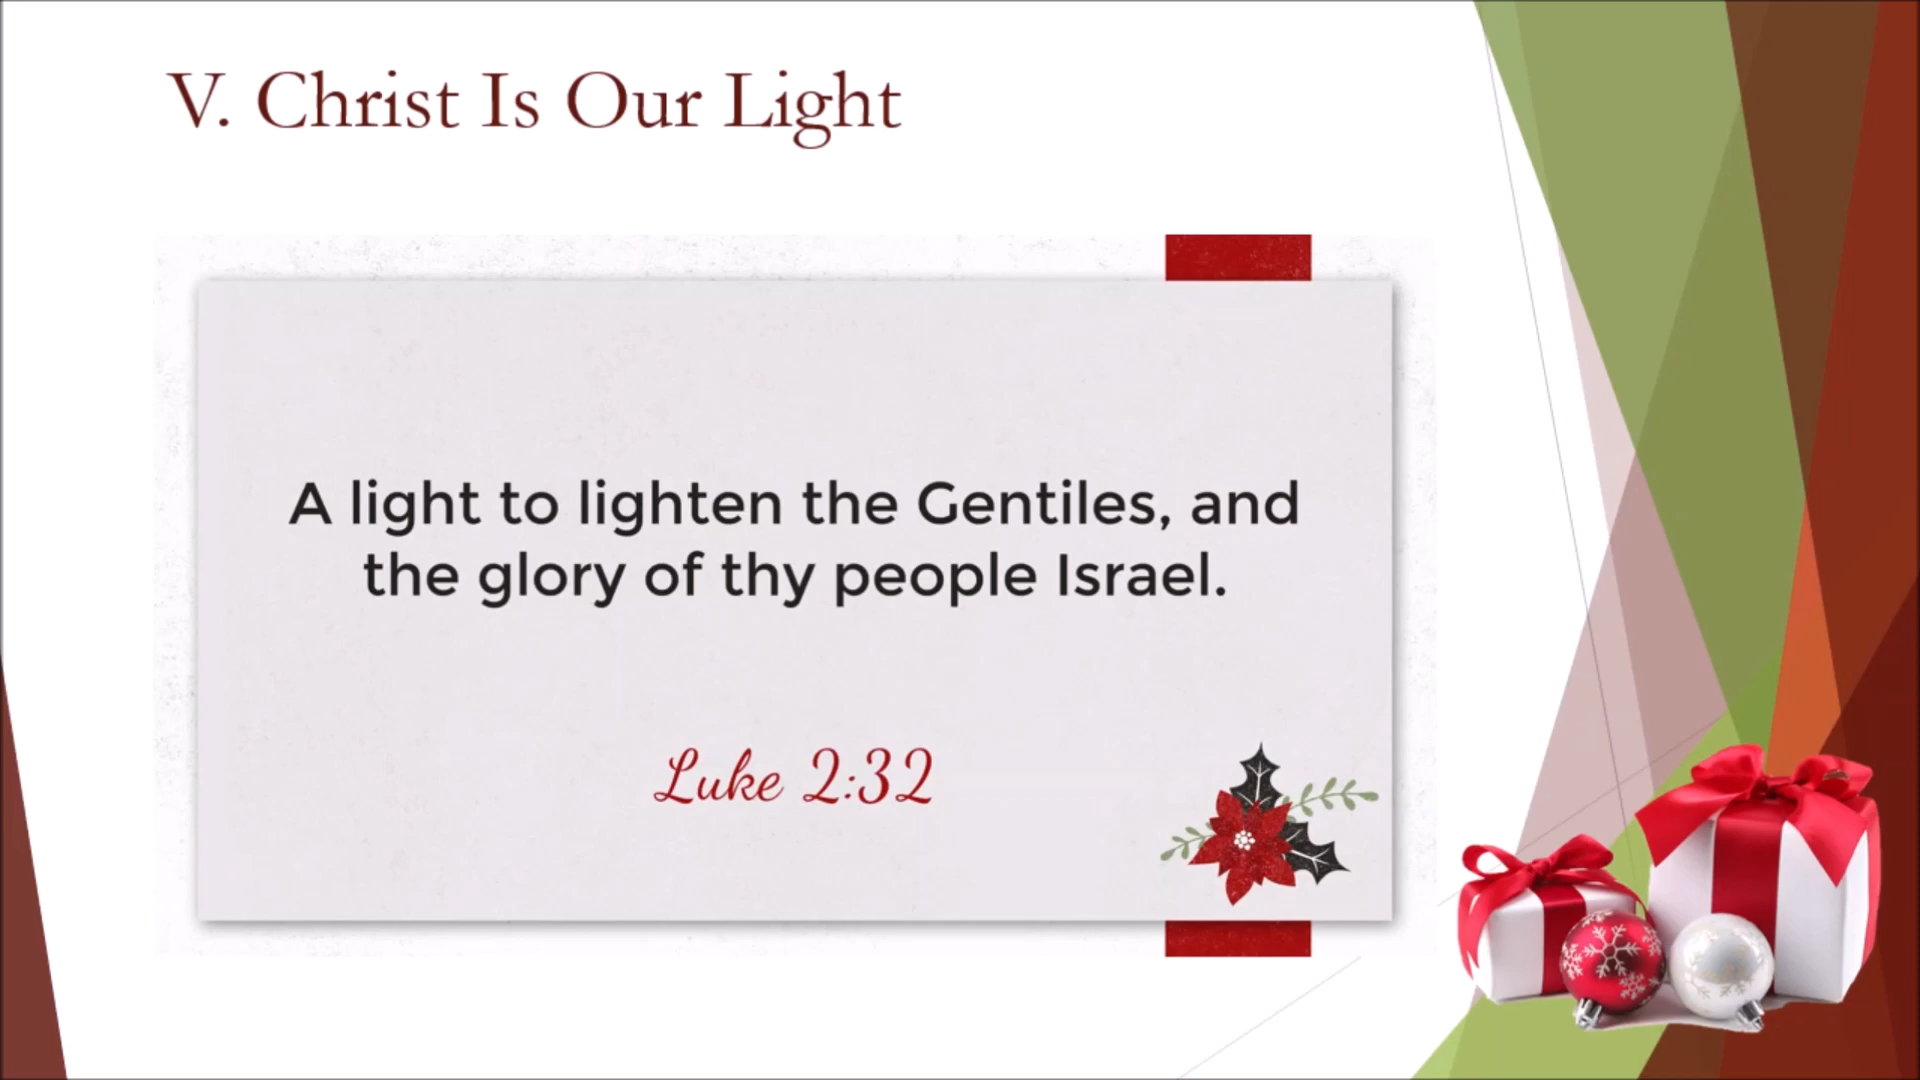 V. Christ Is Our Light
A light to lighten the Gentiles, and
the glory of thy people Israel.
Luke 2:32